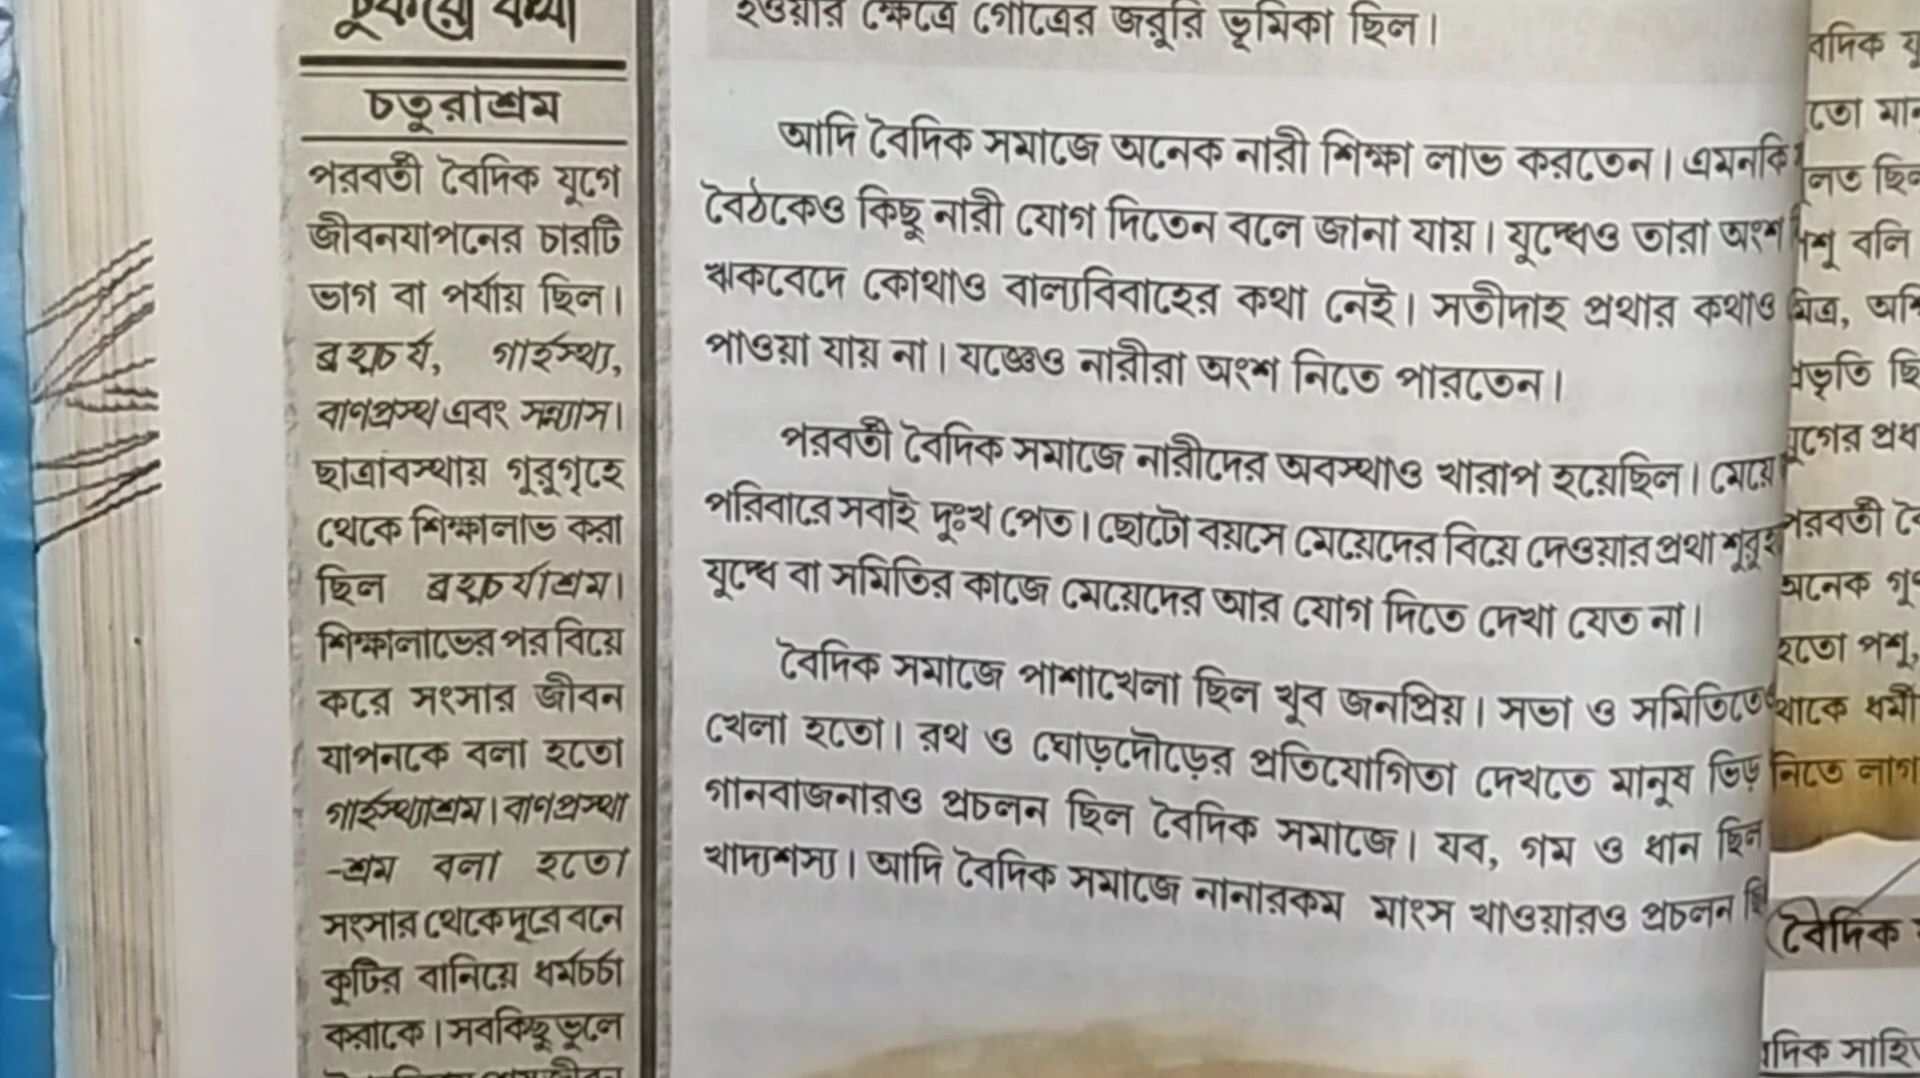 টুকরো কথা
চতুরাশ্রম
পরবর্তী বৈদিক যুগে
জীবনযাপনের চারটি
ভাগ বা পর্যায় ছিল।
ব্রহ্মচর্য, গার্হস্থ্য,
বাণপ্রস্থ এবং সন্ন্যাস।
ছাত্রাবস্থায় গুরুগৃহে
থেকে শিক্ষালাভ করা
ছিল ব্রহ্মচর্যাশ্রম।
শিক্ষালাভের পর বিয়ে
করে সংসার জীবন
যাপনকে বলা হতো
গার্হস্থ্যাশ্রম। বাণপ্রস্থা
-শ্রম বলা হতো
সংসার থেকে দূরে বনে
কুটির বানিয়ে ধর্মচর্চা
করাকে। সবকিছু ভুলে
হওয়ার ক্ষেত্রে গোত্রের জরুরি ভূমিকা ছিল।
আদি বৈদিক সমাজে অনেক নারী শিক্ষা লাভ করতেন। এমনকি
বৈঠকেও কিছু নারী যোগ দিতেন বলে জানা যায়। যুদ্ধেও তারা অংশ
ঋকবেদে কোথাও বাল্যবিবাহের কথা নেই। সতীদাহ প্রথার কথাও
পাওয়া যায় না। যজ্ঞেও নারীরা অংশ নিতে পারতেন।
পরবর্তী বৈদিক সমাজে নারীদের অবস্থাও খারাপ হয়েছিল। মেয়ে
পরিবারে সবাই দুঃখ পেত। ছোটো বয়সে মেয়েদের বিয়ে দেওয়ার প্রথা শুরু
যুদ্ধে বা সমিতির কাজে মেয়েদের আর যোগ দিতে দেখা যেত না।
বৈদিক সমাজে পাশাখেলা ছিল খুব জনপ্রিয়। সভা ও সমিতিতে
খেলা হতো। রথ ও ঘোড়দৌড়ের প্রতিযোগিতা দেখতে মানুষ ভিড়
গানবাজনারও প্রচলন ছিল বৈদিক সমাজে। যব, গম ও ধান ছিল
খাদ্যশস্য। আদি বৈদিক সমাজে নানারকম মাংস খাওয়ারও প্রচলন
বদিক
তো
ছিল
বলি
মিত্র,
যুগের
পরবর্তী
অনেক
হতো পশু,
থাকে
নিতে
বৈদিক